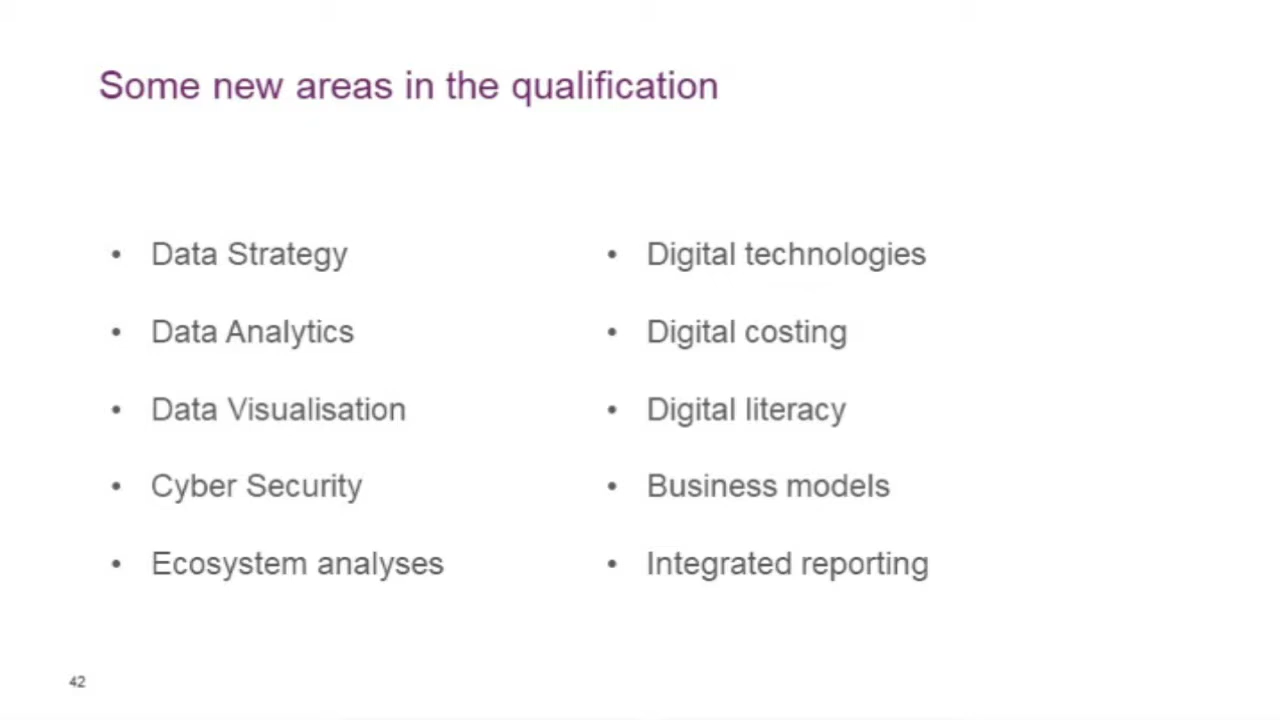 Some new areas in the qualification
• Data Strategy
• Data Analytics
• Data Visualisation
• Cyber Security
• Ecosystem analyses
• Digital technologies
• Digital costing
• Digital literacy
• Business models
• Integrated reporting
42